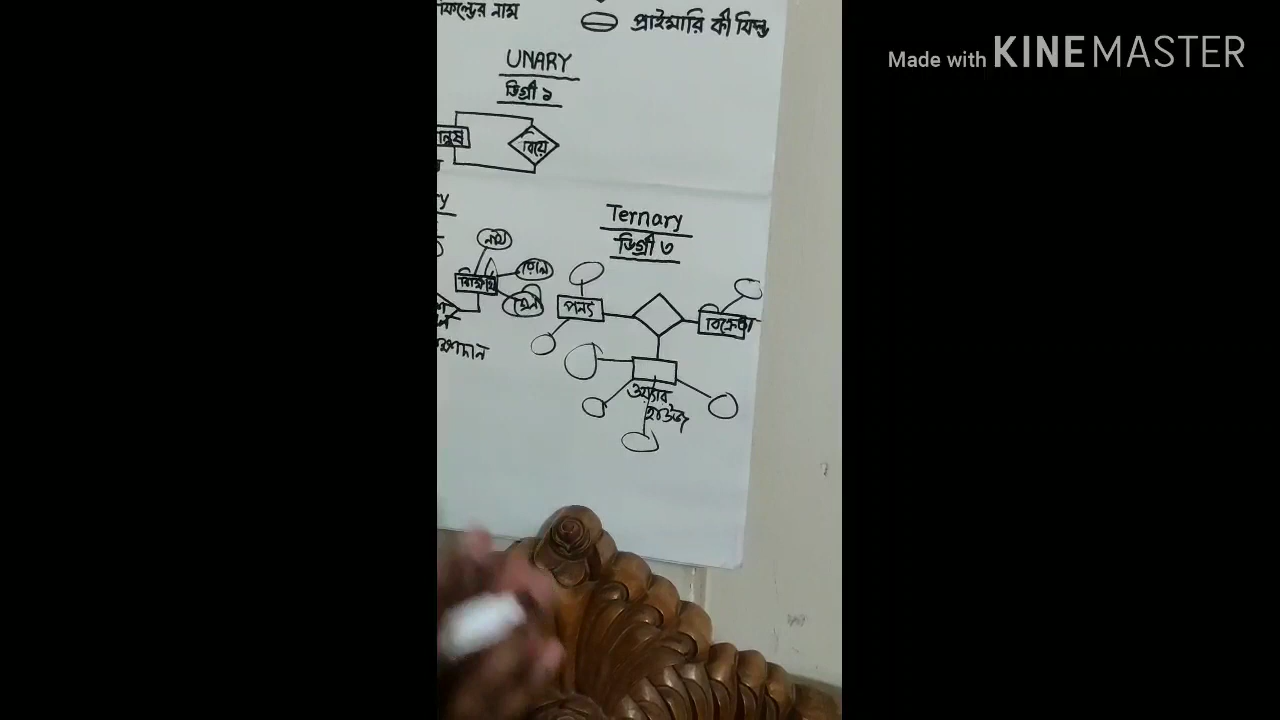 ফিল্ডের নাম
প্রাইমারি কী ফিল্ড
Made with KINEMASTER
UNARY
ডিগ্রী ১
নুষ
বিয়ে
Ternary
ডিগ্রী ৩
নাম
রোল
পন্য
বিক্রেতা
ওয়্যার
হাউজ